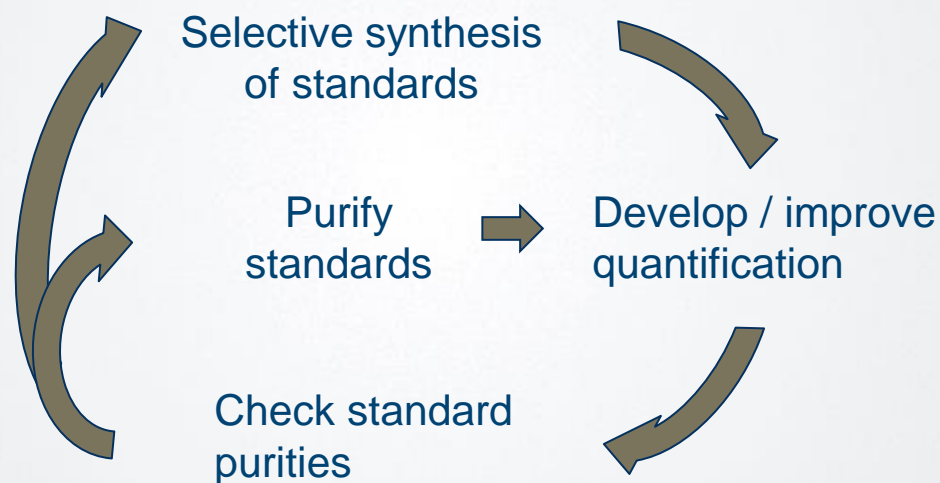 Selective synthesis
of standards
Purify
standards
Develop / improve
quantification
Check standard
purities